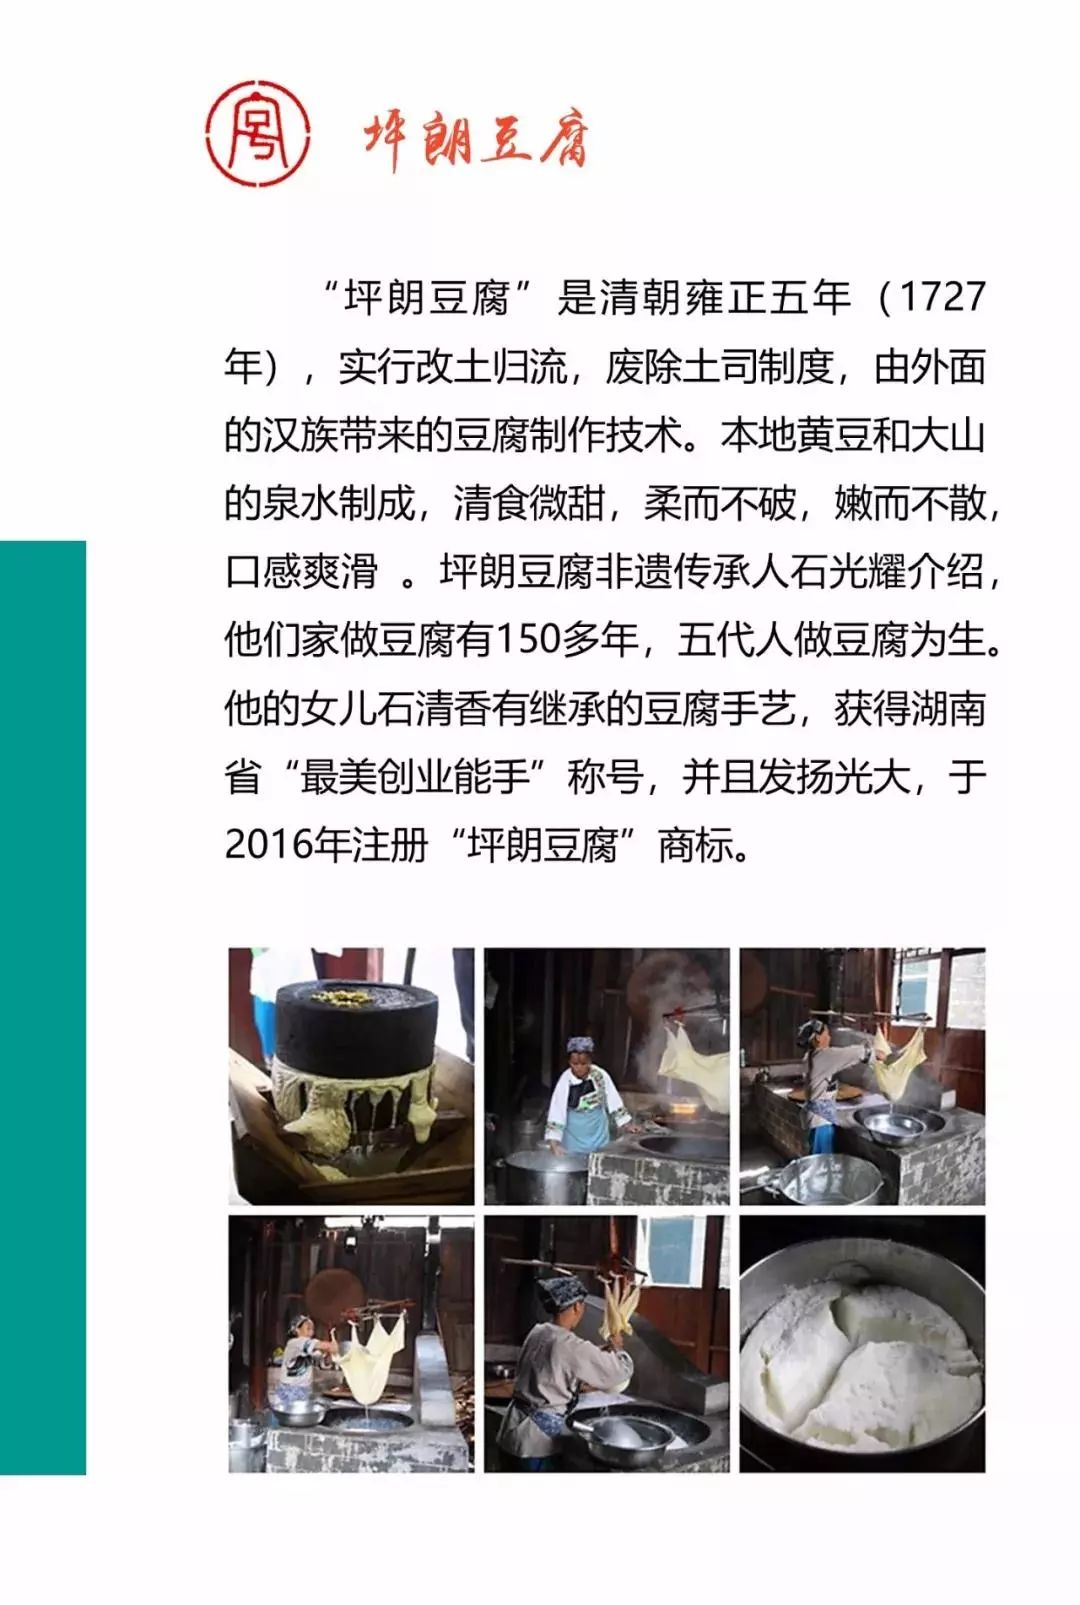 坪朗豆腐
“坪朗豆腐”是清朝雍正五年（1727
年），实行改土归流，废除土司制度，由外面
的汉族带来的豆腐制作技术。本地黄豆和大山
的泉水制成，清食微甜，柔而不破，嫩而不散，
口感爽滑 。坪朗豆腐非遗传承人石光耀介绍，
他们家做豆腐有150多年，五代人做豆腐为生。
他的女儿石清香有继承的豆腐手艺，获得湖南
省“最美创业能手”称号，并且发扬光大，于
2016年注册“坪朗豆腐”商标。